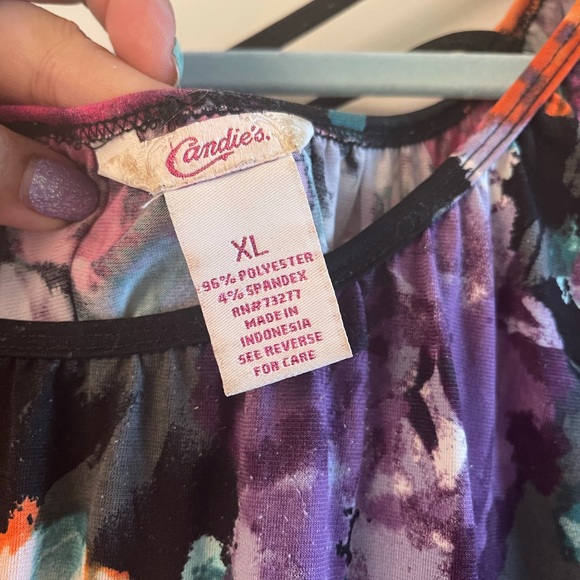 Candie's.
XL
96% POLYESTER
4% SPANDEX
RN#73277
MADE IN
INDONESIA
SEE REVERSE
FOR CARE